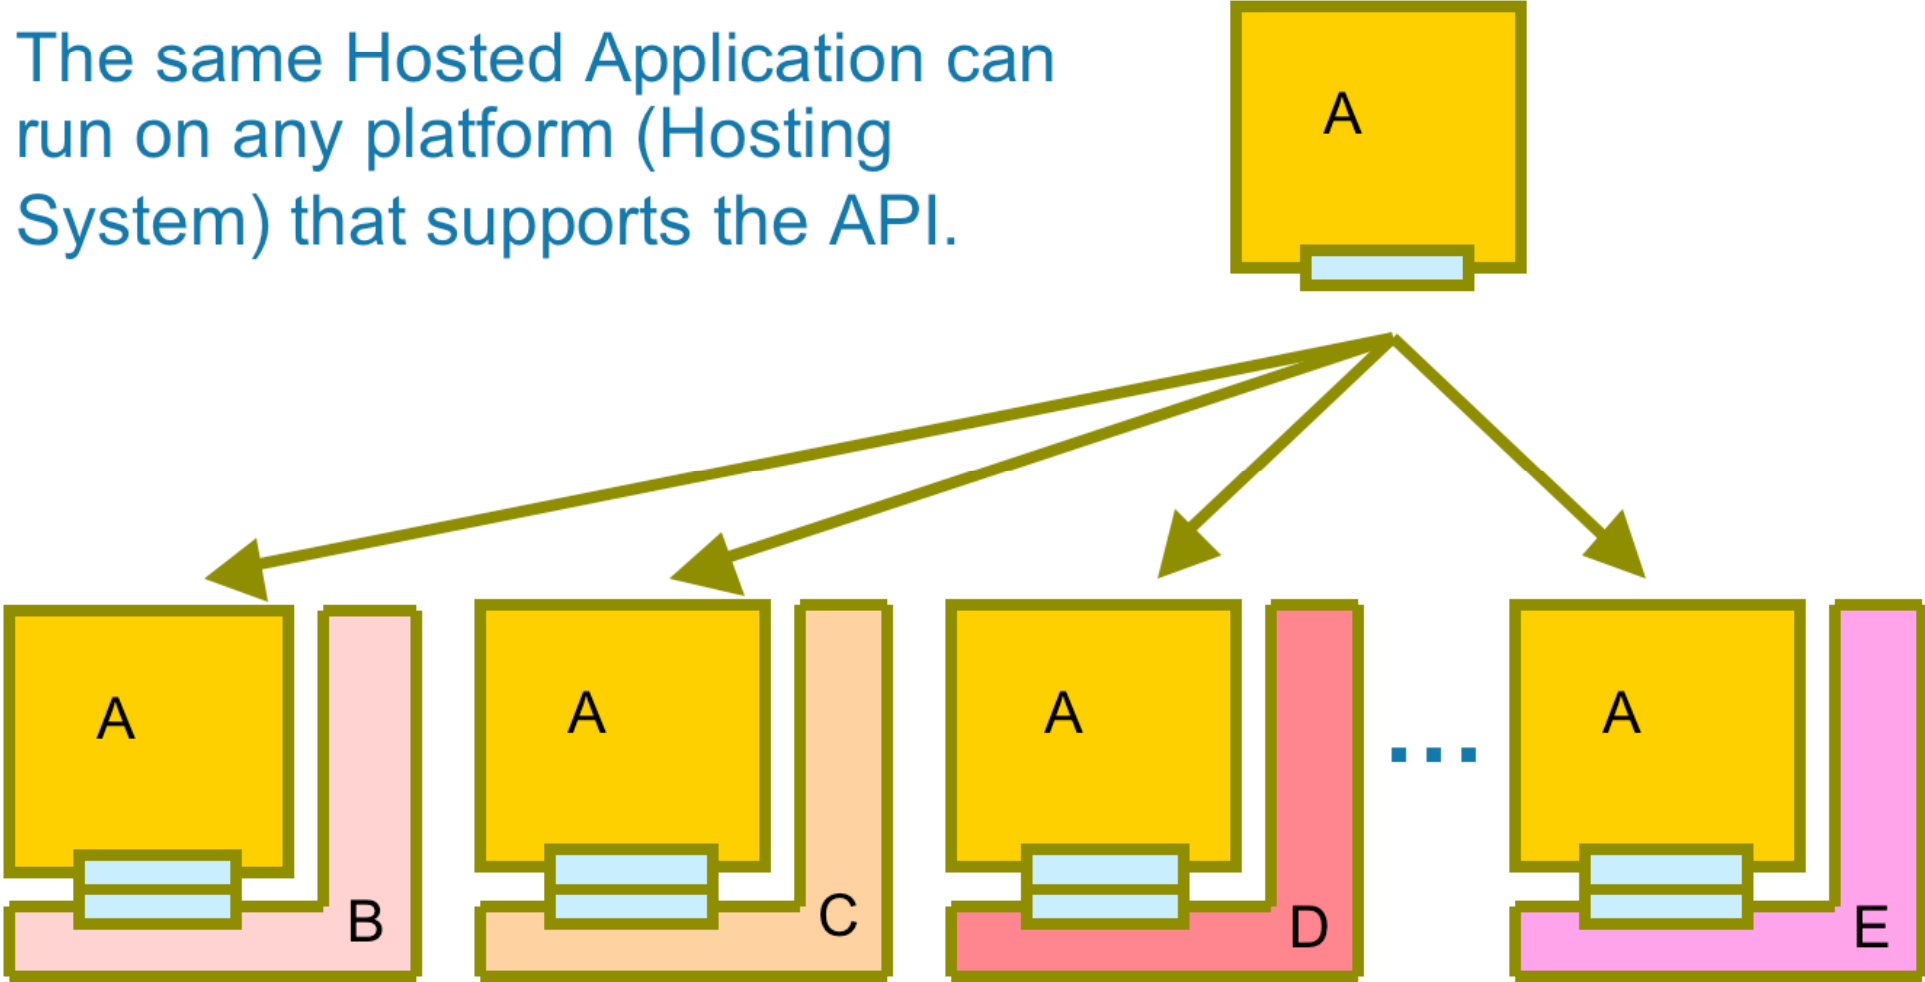 The same Hosted Application can
run on any platform (Hosting
System) that supports the API.
A
A
B
A
C
A
D
...
A
E